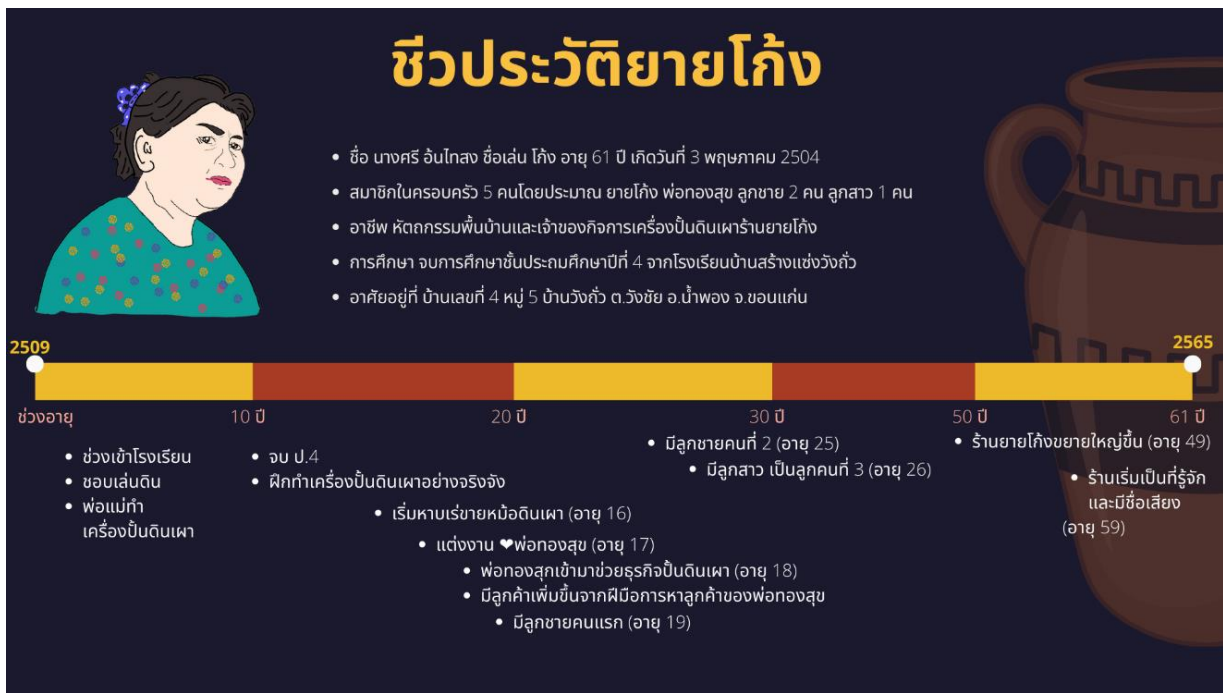 ชีวประวัติยายโก้ง
• ชื่อ นางศรี อ้นไทสง ชื่อเล่น โก้ง อายุ 61 ปี เกิดวันที่ 3 พฤษภาคม 2504
• สมาชิกในครอบครัว 5 คนโดยประมาณ ยายโก้ง พ่อทองสุข ลูกชาย 2 คน ลูกสาว 1 คน
• อาชีพ หัตถกรรมพื้นบ้านและเจ้าของกิจการเครื่องปั้นดินเผาร้านยายโก้ง
• การศึกษา จบการศึกษาชั้นประถมศึกษาปีที่ 4 จากโรงเรียนบ้านสร้างแซ่งวังถั่ว
• อาศัยอยู่ที่ บ้านเลขที่ 4 หมู่ 5 บ้านวังถั่ว ต.วังชัย อ.น้ำพอง จ.ขอนแก่น
2509
2565
ช่วงอายุ
10 ปี
20 ปี
30 ปี
50 ปี
61 ปี
• ช่วงเข้าโรงเรียน
• ชอบเล่นดิน
• พ่อแม่ทำ
เครื่องปั้นดินเผา
• จบ ป.4
• ฝึกทำเครื่องปั้นดินเผาอย่างจริงจัง
• เริ่มหาบเร่ขายหม้อดินเผา (อายุ 16)
• แต่งงาน ❤พ่อทองสุข (อายุ 17)
• พ่อทองสุกเข้ามาช่วยธุรกิจปั้นดินเผา (อายุ 18)
• มีลูกค้าเพิ่มขึ้นจากฝีมือการหาลูกค้าของพ่อทองสุข
• มีลูกชายคนแรก (อายุ 19)
• มีลูกชายคนที่ 2 (อายุ 25)
• มีลูกสาว เป็นลูกคนที่ 3 (อายุ 26)
• ร้านยายโก้งขยายใหญ่ขึ้น (อายุ 49)
• ร้านเริ่มเป็นที่รู้จัก
และมีชื่อเสียง
(อายุ 59)